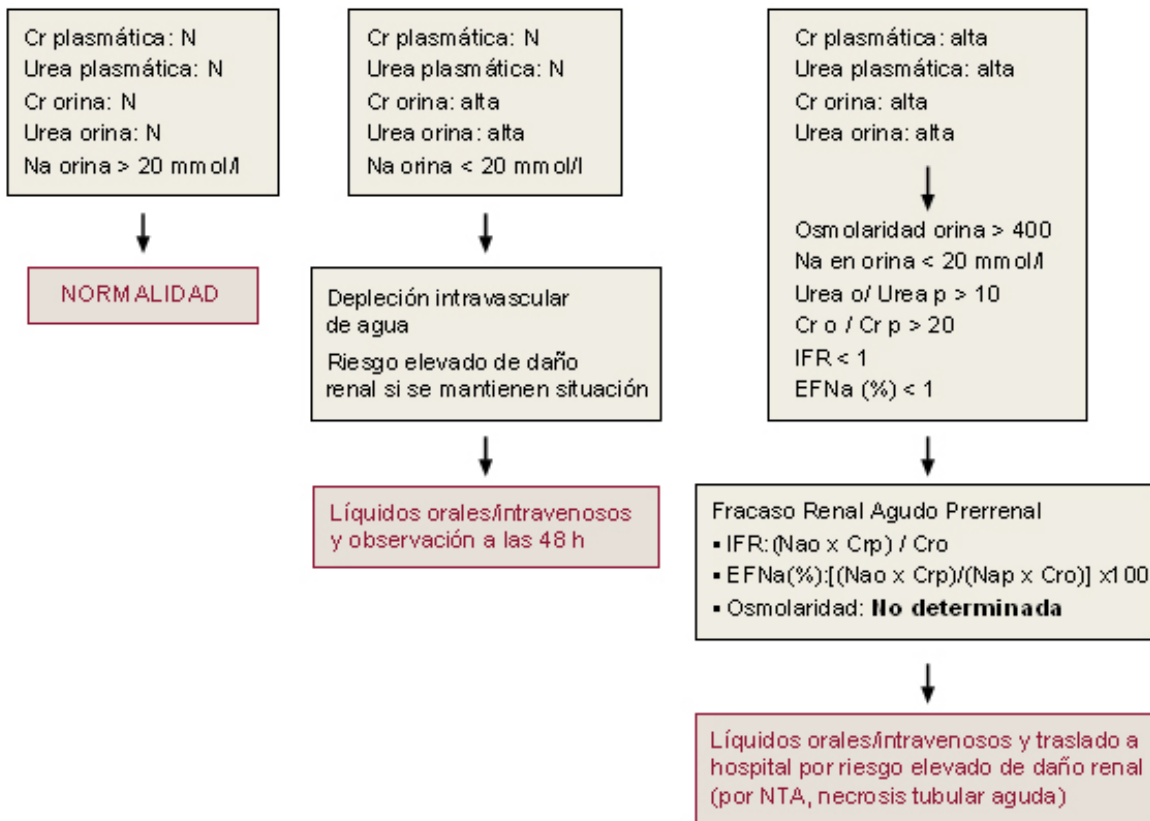 Cr plasmática: N
Urea plasmática: N
Cr orina: N
Urea orina: N
Na orina > 20 mmol/l
NORMALIDAD
Cr plasmática: N
Urea plasmática: N
Cr orina: alta
Urea orina: alta
Na orina < 20 mmol/l
Depleción intravascular
de agua
Riesgo elevado de daño
renal si se mantienen situación
Líquidos orales/intravenosos
y observación a las 48 h
Cr plasmática: alta
Urea plasmática: alta
Cr orina: alta
Urea orina: alta
Osmolaridad orina > 400
Na en orina < 20 mmol/l
Urea o/ Urea p > 10
Cr o / Cr p > 20
IFR < 1
EFNa (%) < 1
Fracaso Renal Agudo Prerrenal
▪ IFR:(Nao x Crp) / Cro
▪ EFNa(%):[(Nao x Crp)/(Nap x Cro)] x100
▪ Osmolaridad: No determinada
Líquidos orales/intravenosos y traslado a
hospital por riesgo elevado de daño renal
(por NTA, necrosis tubular aguda)